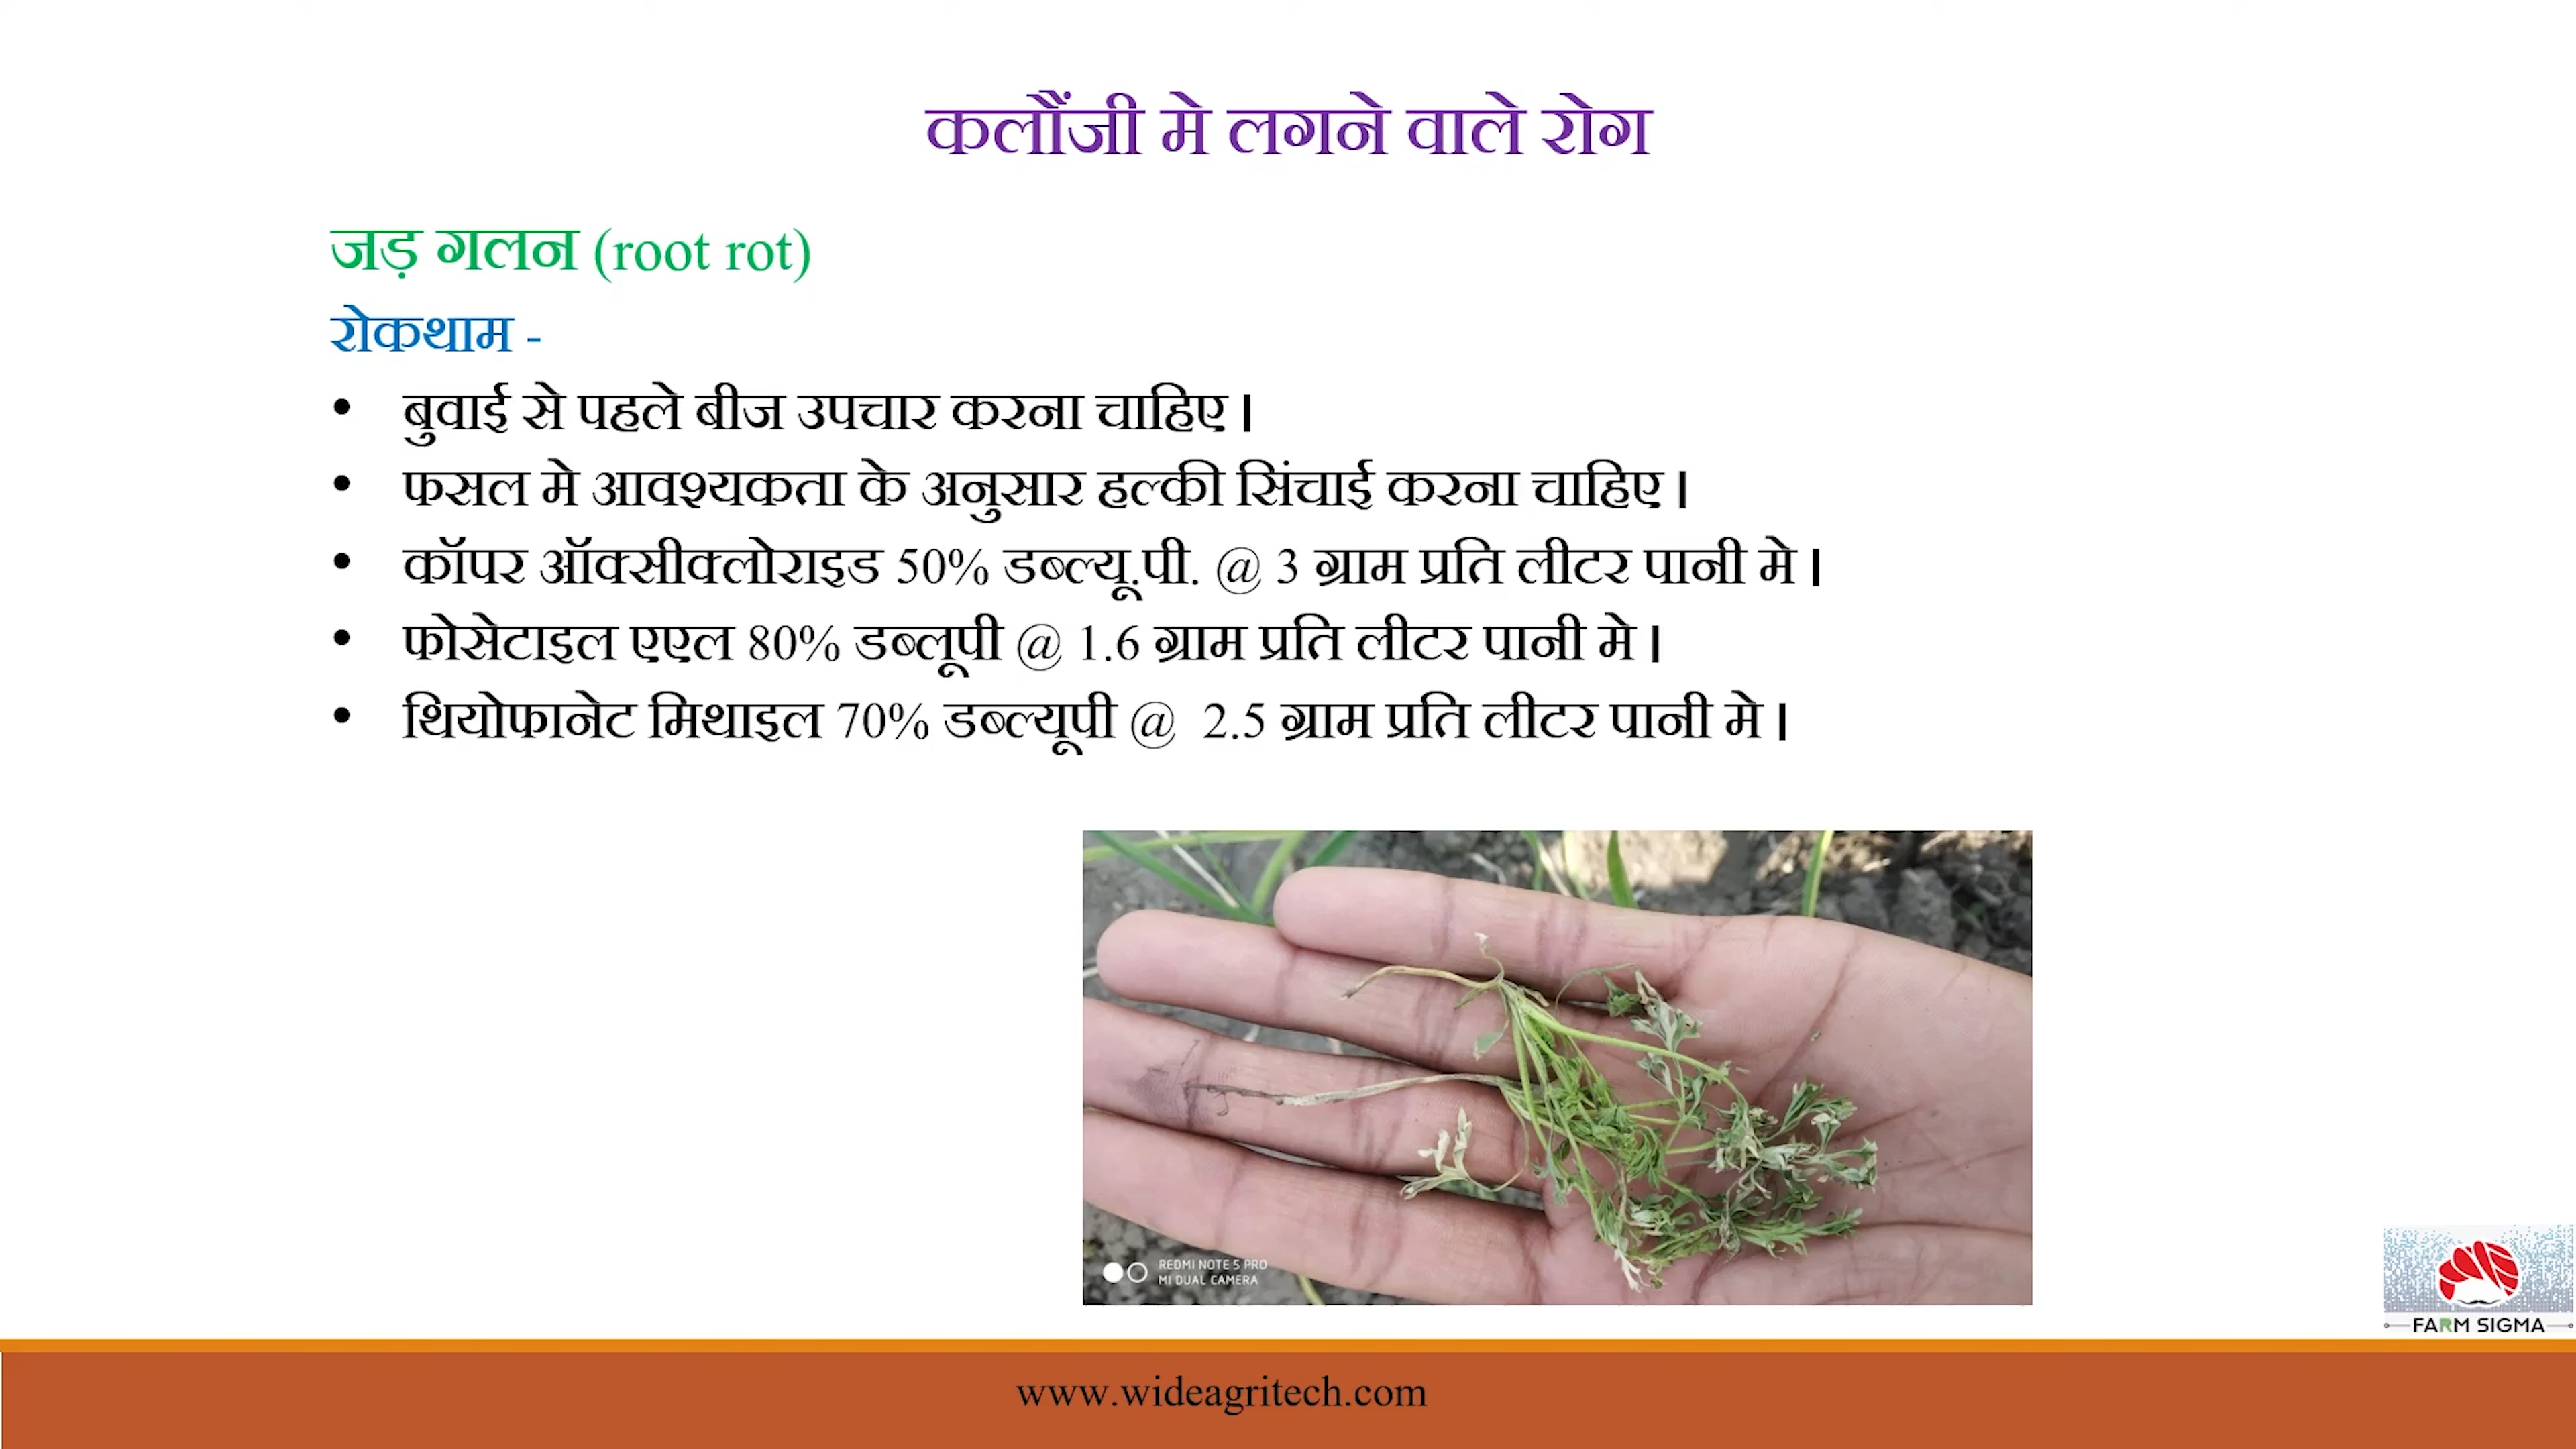 कलौंजी मे लगने वाले रोग
जड़ गलन (root rot)
रोकथाम -
• बुवाई से पहले बीज उपचार करना चाहिए।
• फसल मे आवश्यकता के अनुसार हल्की सिंचाई करना चाहिए।
• कॉपर ऑक्सीक्लोराइड 50% डब्ल्यू.पी. @ 3 ग्राम प्रति लीटर पानी मे।
• फोसेटाइल एएल 80% डब्लूपी @ 1.6 ग्राम प्रति लीटर पानी मे।
• थियोफानेट मिथाइल 70% डब्ल्यूपी @ 2.5 ग्राम प्रति लीटर पानी मे।
REDMI NOTE 5 PRO
MI DUAL CAMERA
FARM SIGMA
www.wideagritech.com